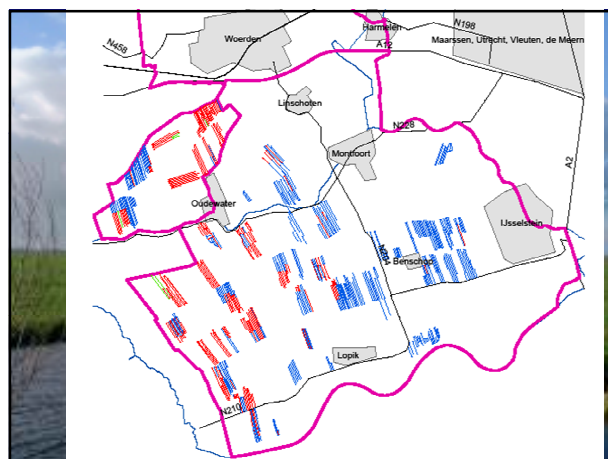 Harmelen
N198
Woerden
N458
A12
Maarssen, Utrecht, Vleuten, de Meern
Linschoten
N228
Montfoort
A2
Oudewater
IJsselstein
N204
Benschop
Lopik
N210